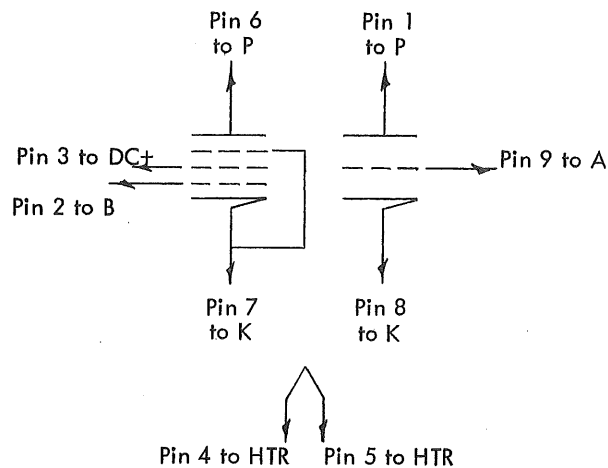 Pin 6
to P
Pin 1
to P
Pin 3 to DC+
Pin 9 to A
Pin 2 to B
Pin 7
to K
Pin 8
to K
Pin 4 to HTR
Pin 5 to HTR